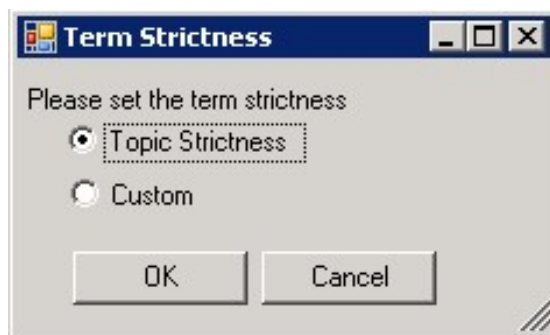 Term Strictness
Please set the term strictness
Topic Strictness
Custom
OK Cancel